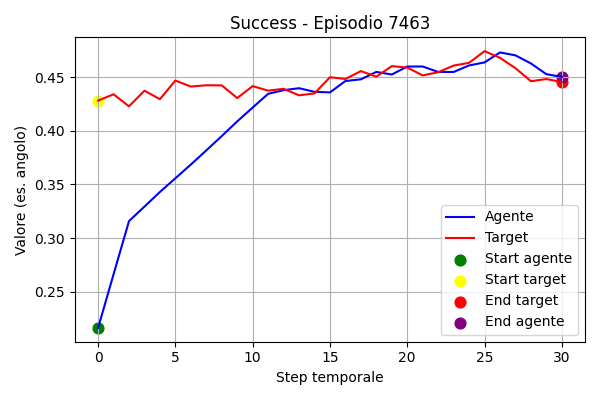 Success - Episodio 7463
Valore (es. angolo)
0.45
0.40
0.35
0.30
0.25
0
5
10
15
20
25
30
Step temporale
Agente
Target
Start agente
Start target
End target
End agente